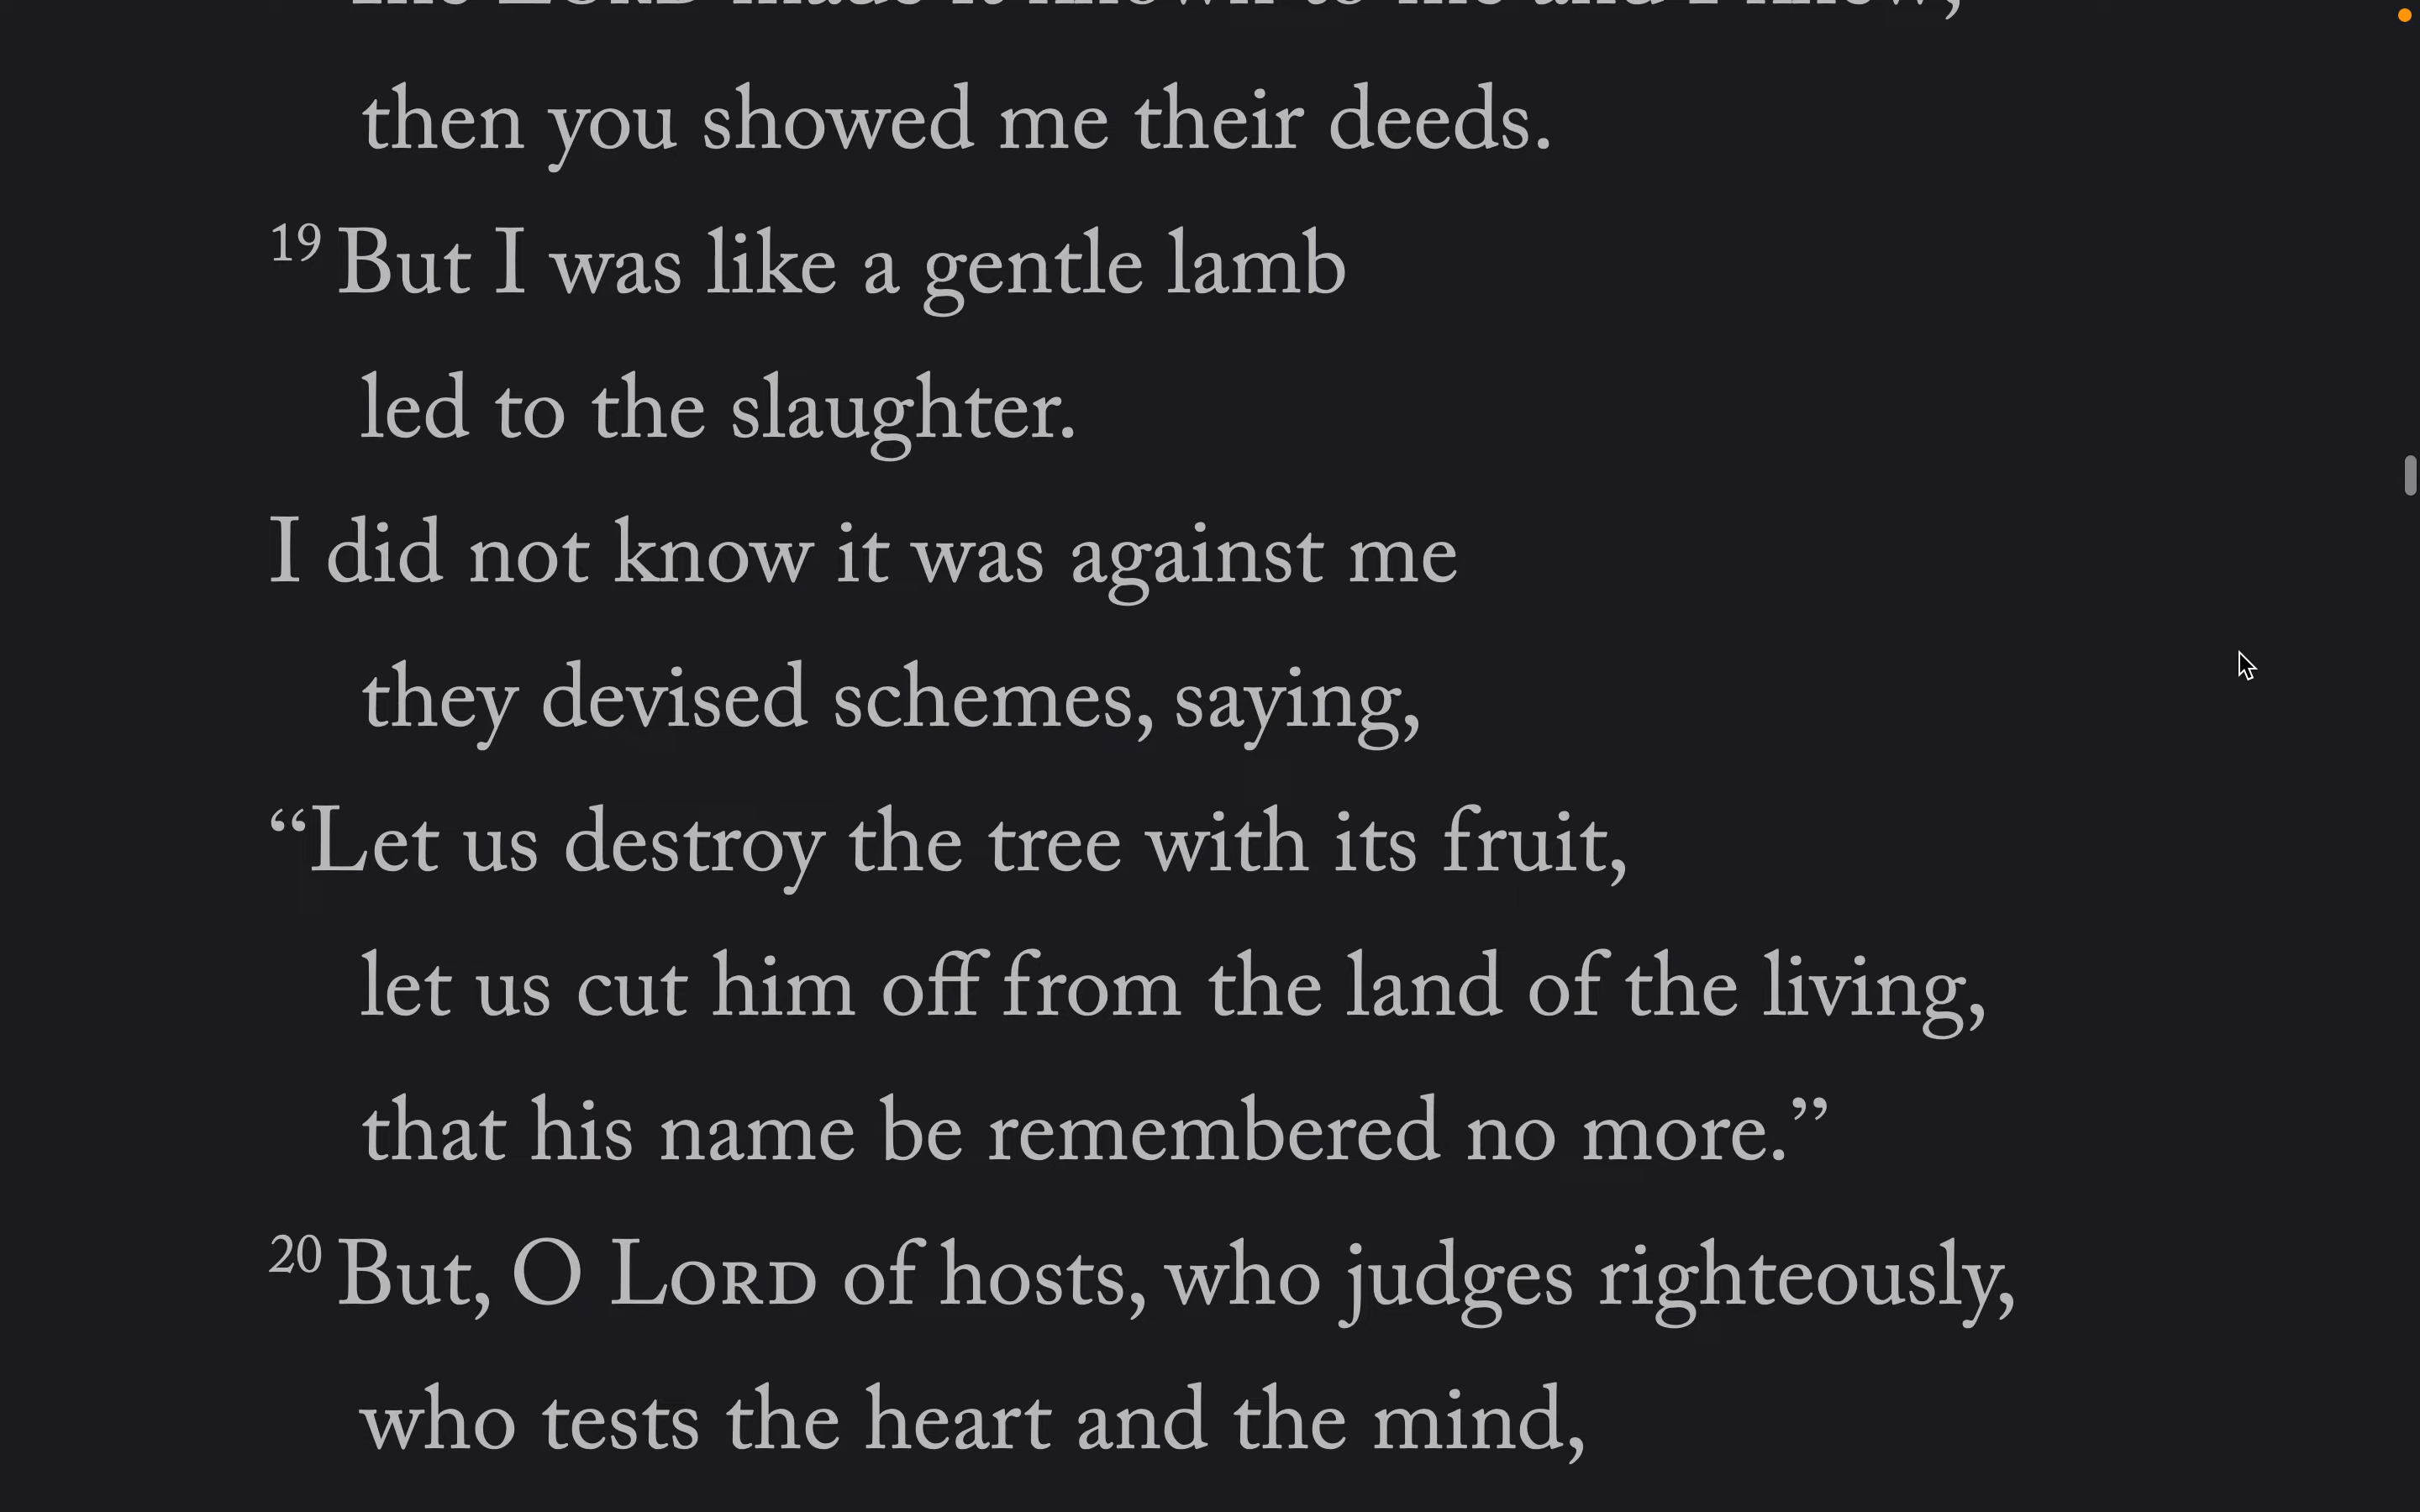 then you showed me their deeds.
19 But I was like a gentle lamb
led to the slaughter.
I did not know it was against me
they devised schemes, saying,
“Let us destroy the tree with its fruit,
let us cut him off from the land of the living,
that his name be remembered no more.”
20 But, O LORD of hosts, who judges righteously,
who tests the heart and the mind,